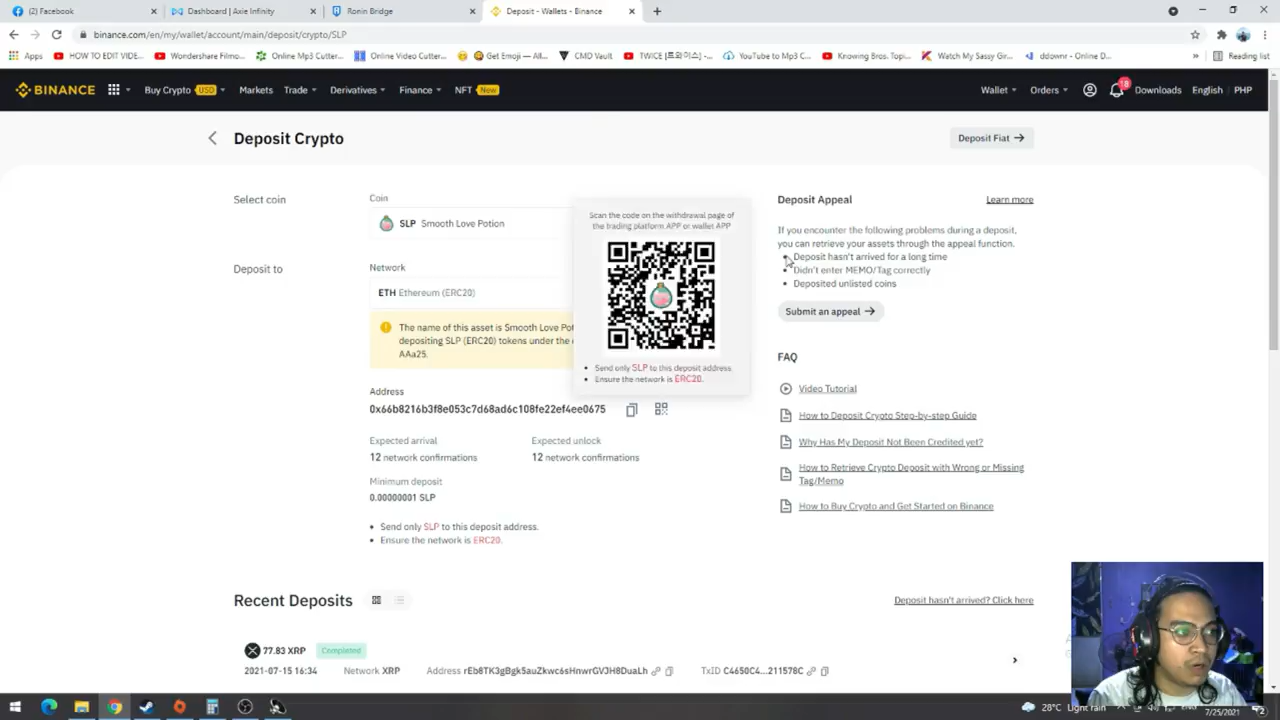 (2) Facebook
Dashboard | Axie Infinity
Ronin Bridge
Deposit - Wallets - Binance
binance.com/en/my/wallet/account/main/deposit/crypto/SLP
Apps
HOW TO EDIT VIDE...
Wondershare Filmo...
Online Mp3 Cutter...
Online Video Cutter...
Get Emoji — All...
CMD Vault
TWICE [트와이스] -...
YouTube to Mp3 C...
Knowing Bros. Topi...
Watch My Sassy Gir...
ddownr - Online D...
Reading list
BINANCE
Buy Crypto USD
Markets
Trade
Derivatives
Finance
NFT New
Wallet
Orders
18
Downloads
English
PHP
Deposit Crypto
Deposit Fiat →
Select coin
Coin
SLP Smooth Love Potion
Deposit to
Network
ETH Ethereum (ERC20)
The name of this asset is Smooth Love Pot
depositing SLP (ERC20) tokens under the
AAa25.
Scan the code on the withdrawal page of
the trading platform APP or wallet APP
• Send only SLP to this deposit address
• Ensure the network is ERC20.
Address
0x66b8216b3f8e053c7d68ad6c108fe22ef4ee0675
Expected arrival
12 network confirmations
Expected unlock
12 network confirmations
Minimum deposit
0.00000001 SLP
• Send only SLP to this deposit address.
• Ensure the network is ERC20.
Deposit Appeal
Learn more
If you encounter the following problems during a deposit,
you can retrieve your assets through the appeal function.
• Deposit hasn't arrived for a long time
• Didn't enter MEMO/Tag correctly
• Deposited unlisted coins
Submit an appeal →
FAQ
Video Tutorial
How to Deposit Crypto Step-by-step Guide
Why Has My Deposit Not Been Credited yet?
How to Retrieve Crypto Deposit with Wrong or Missing
Tag/Memo
How to Buy Crypto and Get Started on Binance
Recent Deposits
Deposit hasn't arrived? Click here
77.83 XRP Completed
2021-07-15 16:34
Network XRP
Address rEb8TK3gBgk5auZkwc6sHnwrGVJH8DuaLh
TxID C4650C4...211578C
28°C Light rain
7/25/2021
2